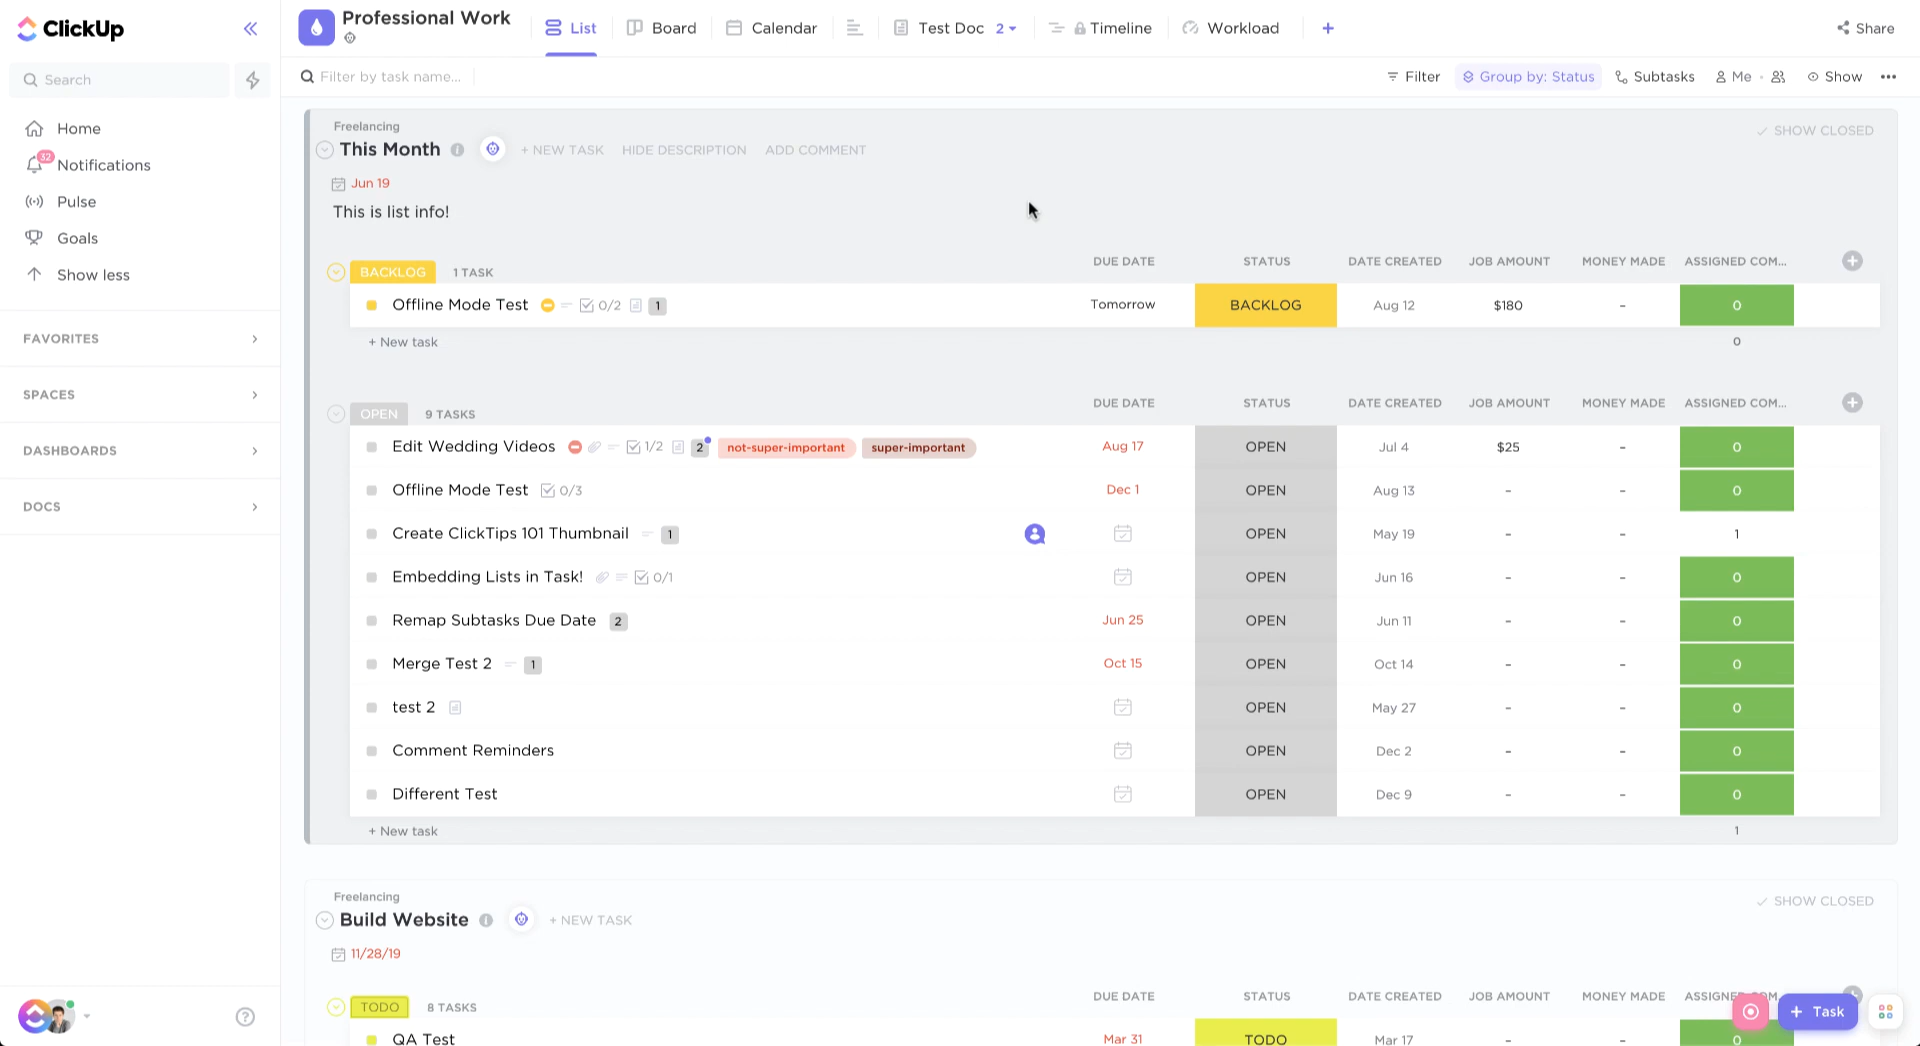 ClickUp
Search
Home
32
Notifications
Pulse
Goals
Show less
FAVORITES
SPACES
DASHBOARDS
DOCS
Professional Work
List
Board
Calendar
Test Doc
2
Timeline
Workload
+
Share
Filter by task name...
Filter
Group by: Status
Subtasks
Me
Show
Freelancing
This Month
+ NEW TASK
HIDE DESCRIPTION
ADD COMMENT
SHOW CLOSED
Jun 19
This is list info!
BACKLOG 1 TASK DUE DATE STATUS DATE CREATED JOB AMOUNT MONEY MADE ASSIGNED COM...
Offline Mode Test 0/2 1 Tomorrow BACKLOG Aug 12 $180 – 0
+ New task 0
OPEN 9 TASKS DUE DATE STATUS DATE CREATED JOB AMOUNT MONEY MADE ASSIGNED COM...
Edit Wedding Videos 1/2 2 not-super-important super-important Aug 17 OPEN Jul 4 $25 – 0
Offline Mode Test 0/3 Dec 1 OPEN Aug 13 – – 0
Create ClickTips 101 Thumbnail 1 OPEN May 19 – – 1
Embedding Lists in Task! 0/1 OPEN Jun 16 – – 0
Remap Subtasks Due Date 2 Jun 25 OPEN Jun 11 – – 0
Merge Test 2 1 Oct 15 OPEN Oct 14 – – 0
test 2 OPEN May 27 – – 0
Comment Reminders OPEN Dec 2 – – 0
Different Test OPEN Dec 9 – – 0
+ New task 1
Freelancing
Build Website + NEW TASK SHOW CLOSED
11/28/19
TODO 8 TASKS DUE DATE STATUS DATE CREATED JOB AMOUNT MONEY MADE
QA Test Mar 31 TODO Mar 17 – – 0
+ Task